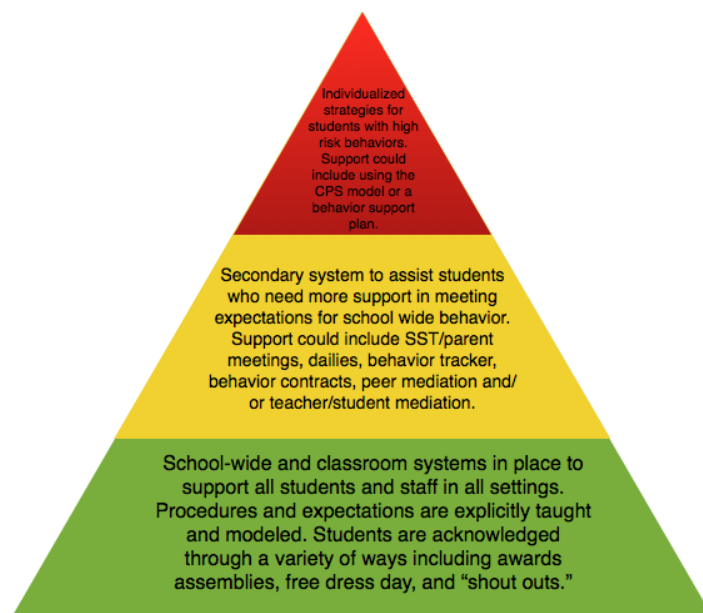 Individualized
strategies for
students with high
risk behaviors.
Support could
include using the
CPS model or a
behavior support
plan.
Secondary system to assist students
who need more support in meeting
expectations for school wide behavior.
Support could include SST/parent
meetings, dailies, behavior tracker,
behavior contracts, peer mediation and/
or teacher/student mediation.
School-wide and classroom systems in place to
support all students and staff in all settings.
Procedures and expectations are explicitly taught
and modeled. Students are acknowledged
through a variety of ways including awards
assemblies, free dress day, and “shout outs.”